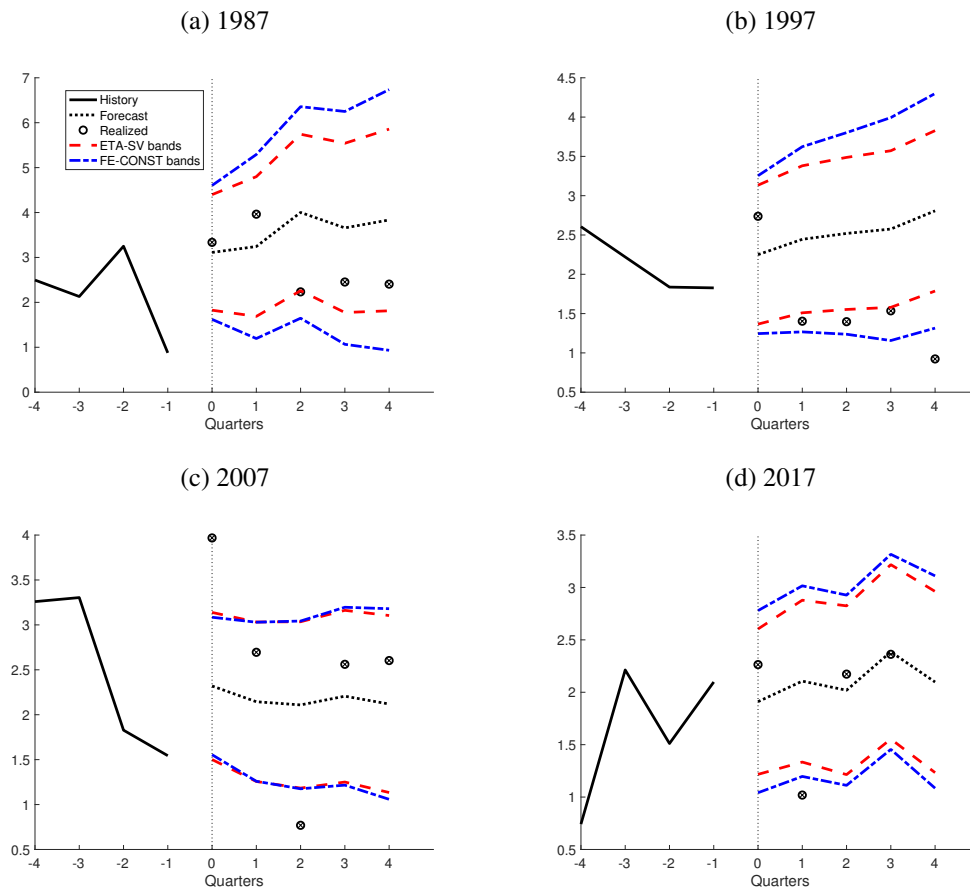 (a) 1987
7
6
5
4
3
2
1
0
History
Forecast
Realized
ETA-SV bands
FE-CONST bands
-4 -3 -2 -1 0 1 2 3 4
Quarters
(b) 1997
4.5
4
3.5
3
2.5
2
1.5
1
0.5
-4 -3 -2 -1 0 1 2 3 4
Quarters
(c) 2007
4
3.5
3
2.5
2
1.5
1
0.5
-4 -3 -2 -1 0 1 2 3 4
Quarters
(d) 2017
3.5
3
2.5
2
1.5
1
0.5
-4 -3 -2 -1 0 1 2 3 4
Quarters